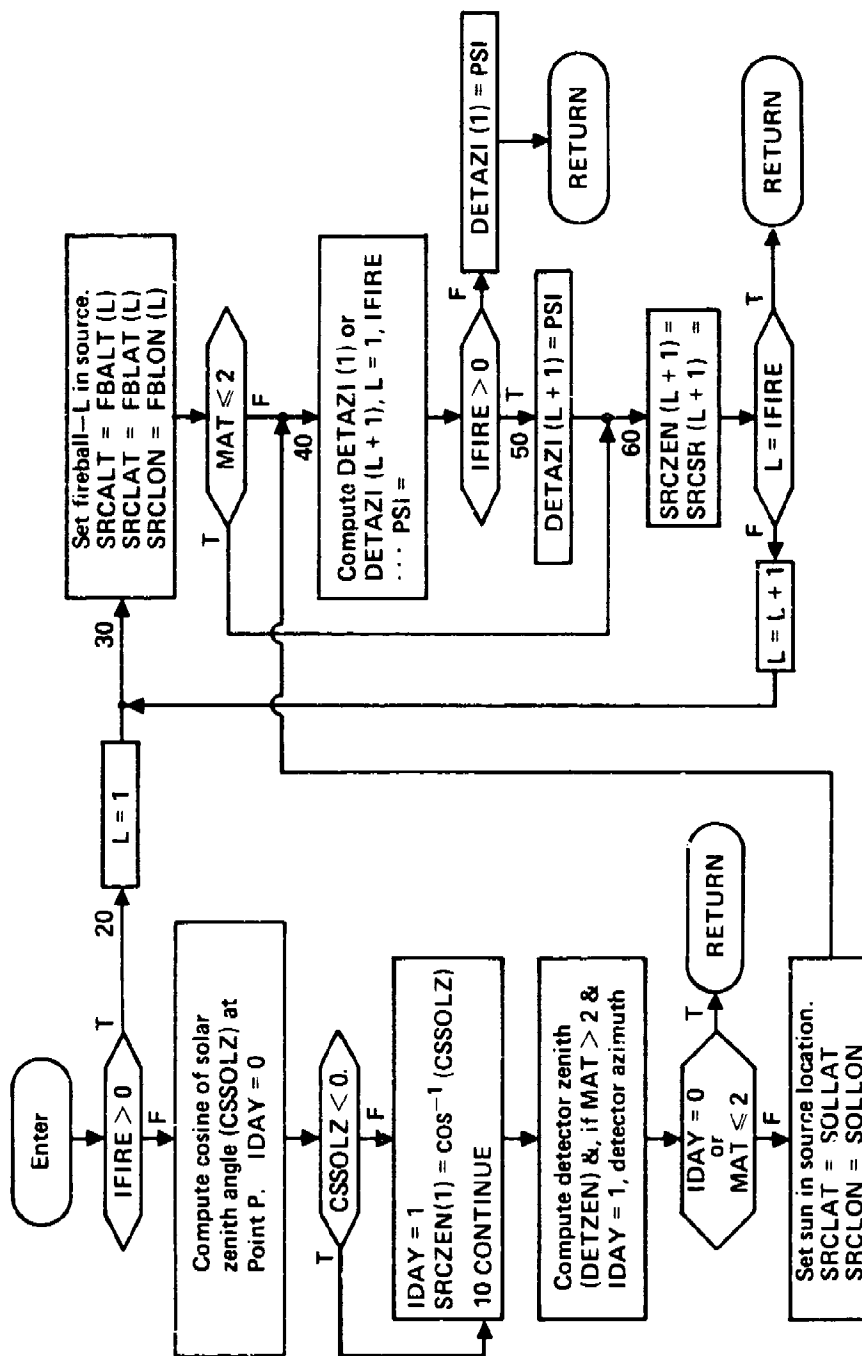 Enter
IFIRE > 0
T
F
20
L = 1
Compute cosine of solar
zenith angle (CSSOLZ) at
Point P. IDAY = 0
CSSOLZ < 0.
T
F
IDAY = 1
SRCZEN(1) = cos⁻¹ (CSSOLZ)
10 CONTINUE
Compute detector zenith
(DETZEN) &, if MAT > 2 &
IDAY = 1, detector azimuth
IDAY = 0
or
MAT ≤ 2
T
RETURN
F
Set sun in source location.
SRCLAT = SOLLAT
SRCLON = SOLLON
30
Set fireball–L in source.
SRCALT = FBALT (L)
SRCLAT = FBLAT (L)
SRCLON = FBLON (L)
MAT ≤ 2
T
F
40
Compute DETAZI (1) or
DETAZI (L + 1), L = 1, IFIRE
... PSI =
IFIRE > 0
F
DETAZI (1) = PSI
RETURN
T
50
DETAZI (L + 1) = PSI
60
SRCZEN (L + 1) =
SRCSR (L + 1) =
L = IFIRE
T
RETURN
F
L = L + 1